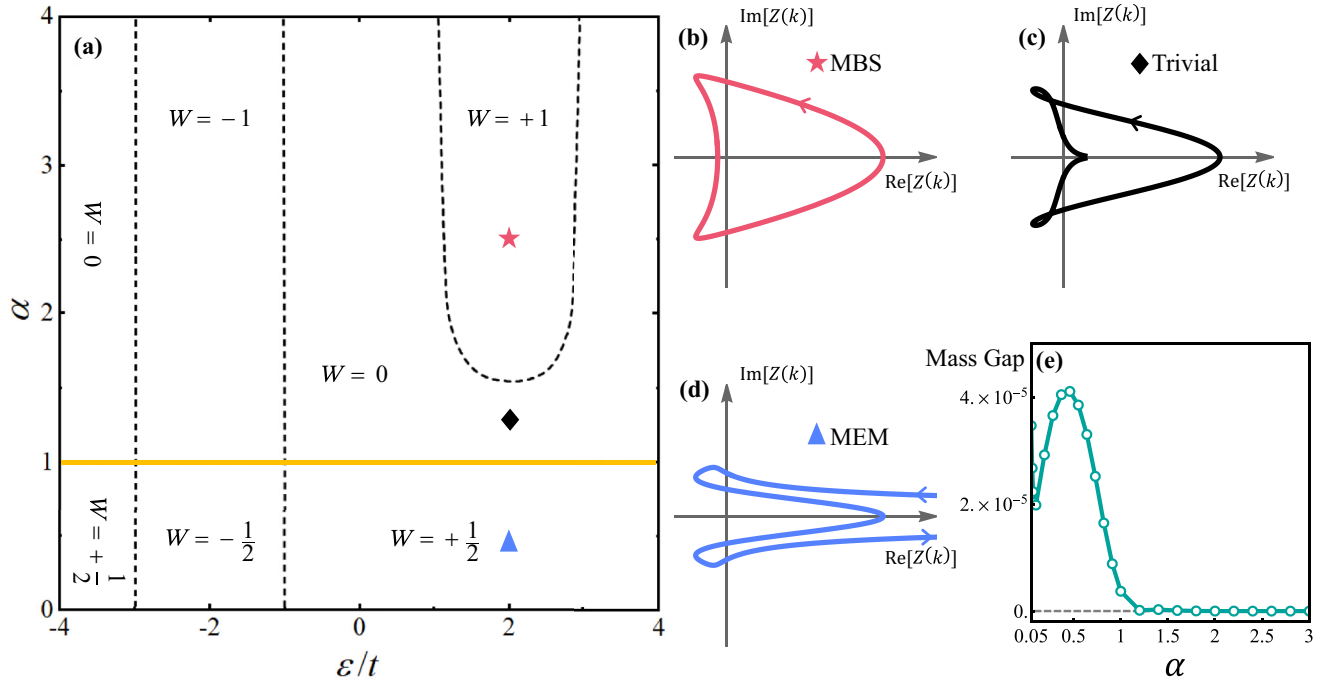 (a)
4
3
2
1
0
α
-4
-2
0
2
4
ε/t
W = 0
W = −1
W = +1
W = 0
W = +1/2
W = −1/2
W = +1/2
(b)
Im[Z(k)]
MBS
Re[Z(k)]
(c)
Im[Z(k)]
Trivial
Re[Z(k)]
(d)
Im[Z(k)]
MEM
Re[Z(k)]
Mass Gap
(e)
4.×10⁻⁵
2.×10⁻⁵
0.
0.05
0.5
1
1.5
2
2.5
3
α